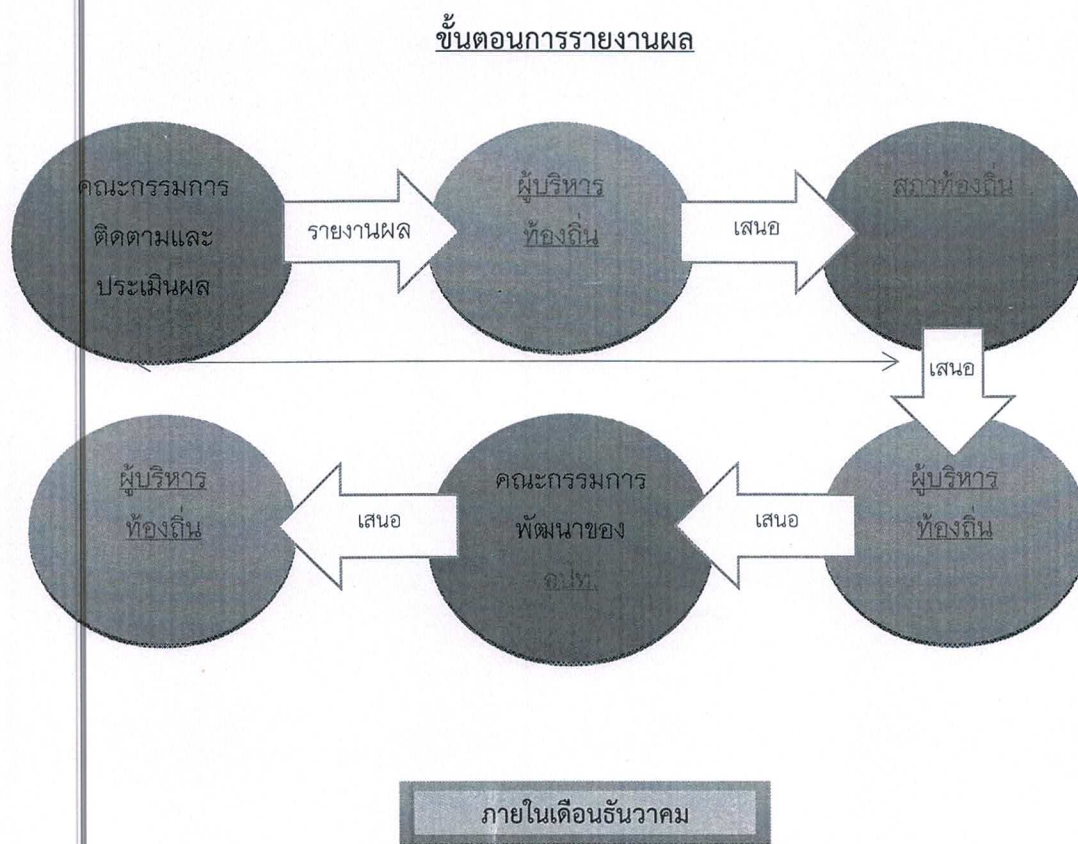 ขั้นตอนการรายงานผล
คณะกรรมการ
ติดตามและ
ประเมินผล
รายงานผล
ผู้บริหาร
ท้องถิ่น
เสนอ
สภาท้องถิ่น
เสนอ
ผู้บริหาร
ท้องถิ่น
เสนอ
คณะกรรมการ
พัฒนาของ
อปท.
เสนอ
ผู้บริหาร
ท้องถิ่น
ภายในเดือนธันวาคม